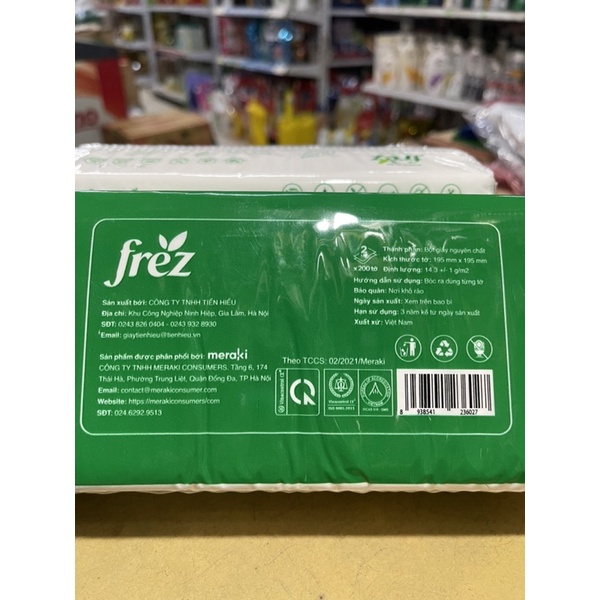 frēz
frēz
Sản xuất bởi: CÔNG TY TNHH TIẾN HIẾU
Địa chỉ: Khu Công Nghiệp Ninh Hiệp, Gia Lâm, Hà Nội
SĐT: 0243 826 0404 - 0243 932 8930
Email: giaytienhieu@tienhieu.vn
Sản phẩm được phân phối bởi: meraki
CÔNG TY TNHH MERAKI CONSUMERS. Tầng 6, 174
Thái Hà, Phường Trung Liệt, Quận Đống Đa, TP Hà Nội
Email: contact@merakiconsumer.com
Website: https://merakiconsumers/com
SĐT: 024.6292.9513
2
x200 tờ
Thành phần: Bột giấy nguyên chất
Kích thước tờ: 195 mm x 195 mm
Định lượng: 14.3 +/- 1 g/m2
Hướng dẫn sử dụng: Bóc ra dùng từng tờ
Bảo quản: Nơi khô ráo
Ngày sản xuất: Xem trên bao bì
Hạn sử dụng: 3 năm kể từ ngày sản xuất
Xuất xứ: Việt Nam
Theo TCCS: 02/2021/Meraki
8 938541 236027